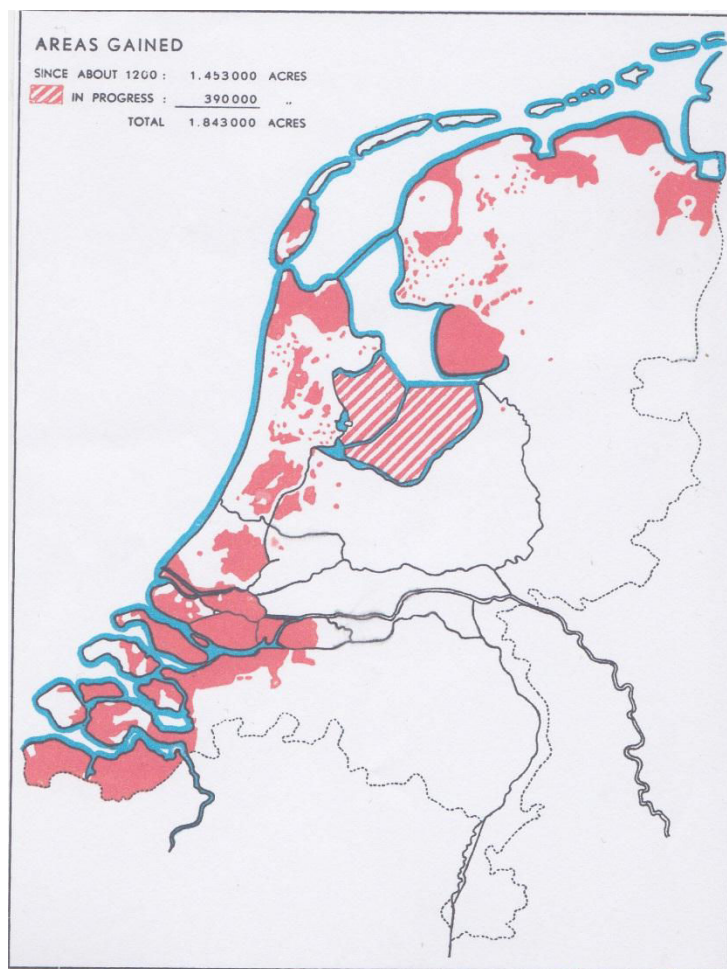 AREAS GAINED
SINCE ABOUT 1200 : 1.453000 ACRES
IN PROGRESS : 390000 „
TOTAL 1.843000 ACRES